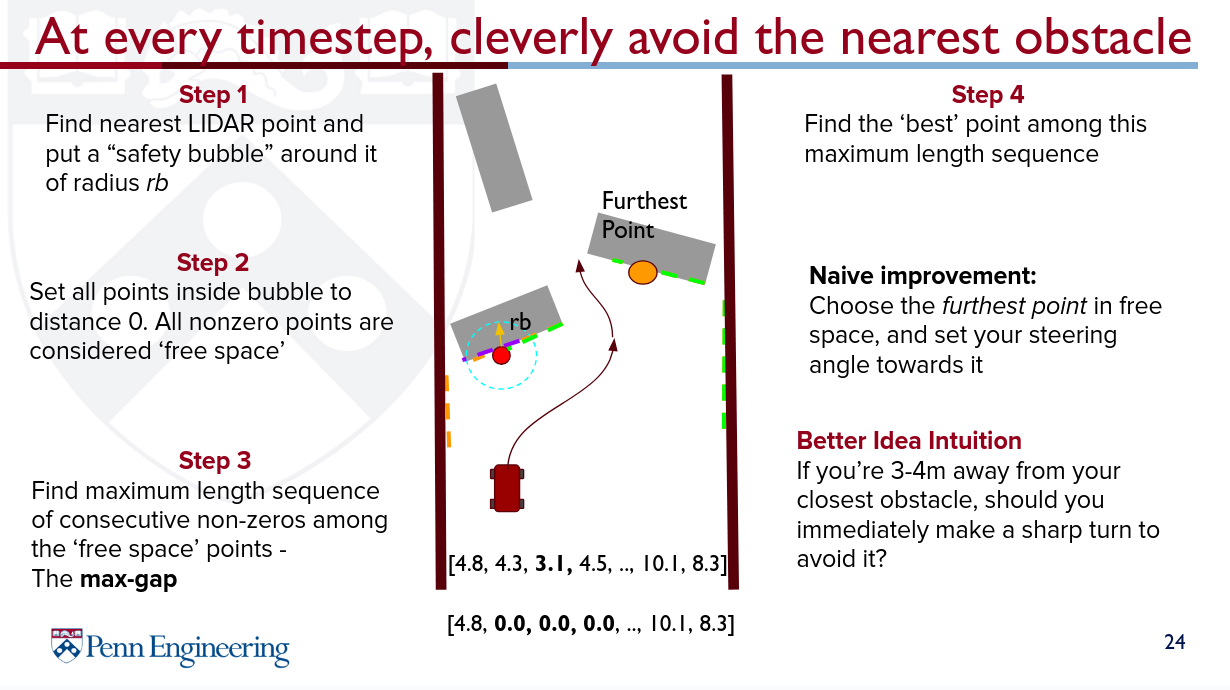 At every timestep, cleverly avoid the nearest obstacle
Step 1
Find nearest LIDAR point and
put a “safety bubble” around it
of radius rb
Step 2
Set all points inside bubble to
distance 0. All nonzero points are
considered ‘free space’
Step 3
Find maximum length sequence
of consecutive non-zeros among
the ‘free space’ points -
The max-gap
Furthest
Point
rb
[4.8, 4.3, 3.1, 4.5, .., 10.1, 8.3]
[4.8, 0.0, 0.0, 0.0, .., 10.1, 8.3]
Step 4
Find the ‘best’ point among this
maximum length sequence
Naive improvement:
Choose the furthest point in free
space, and set your steering
angle towards it
Better Idea Intuition
If you’re 3-4m away from your
closest obstacle, should you
immediately make a sharp turn to
avoid it?
Penn Engineering
24